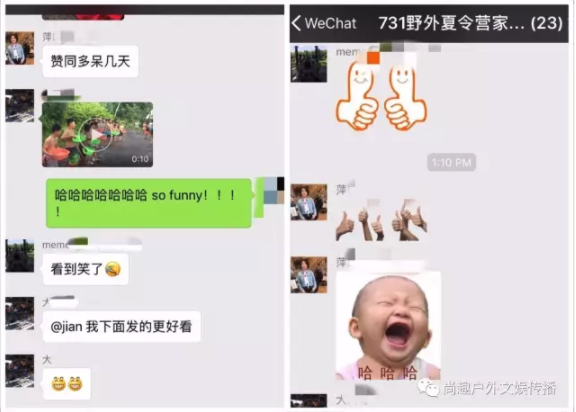 萍
赞同多呆几天
0:10
哈哈哈哈哈哈哈 so funny！！！
！
meme
看到笑了
大
@jian 我下面发的更好看
大
WeChat
731野外夏令营家... (23)
meme
1:10 PM
萍
萍
哈 哈 哈
大
尚趣户外文娱传播